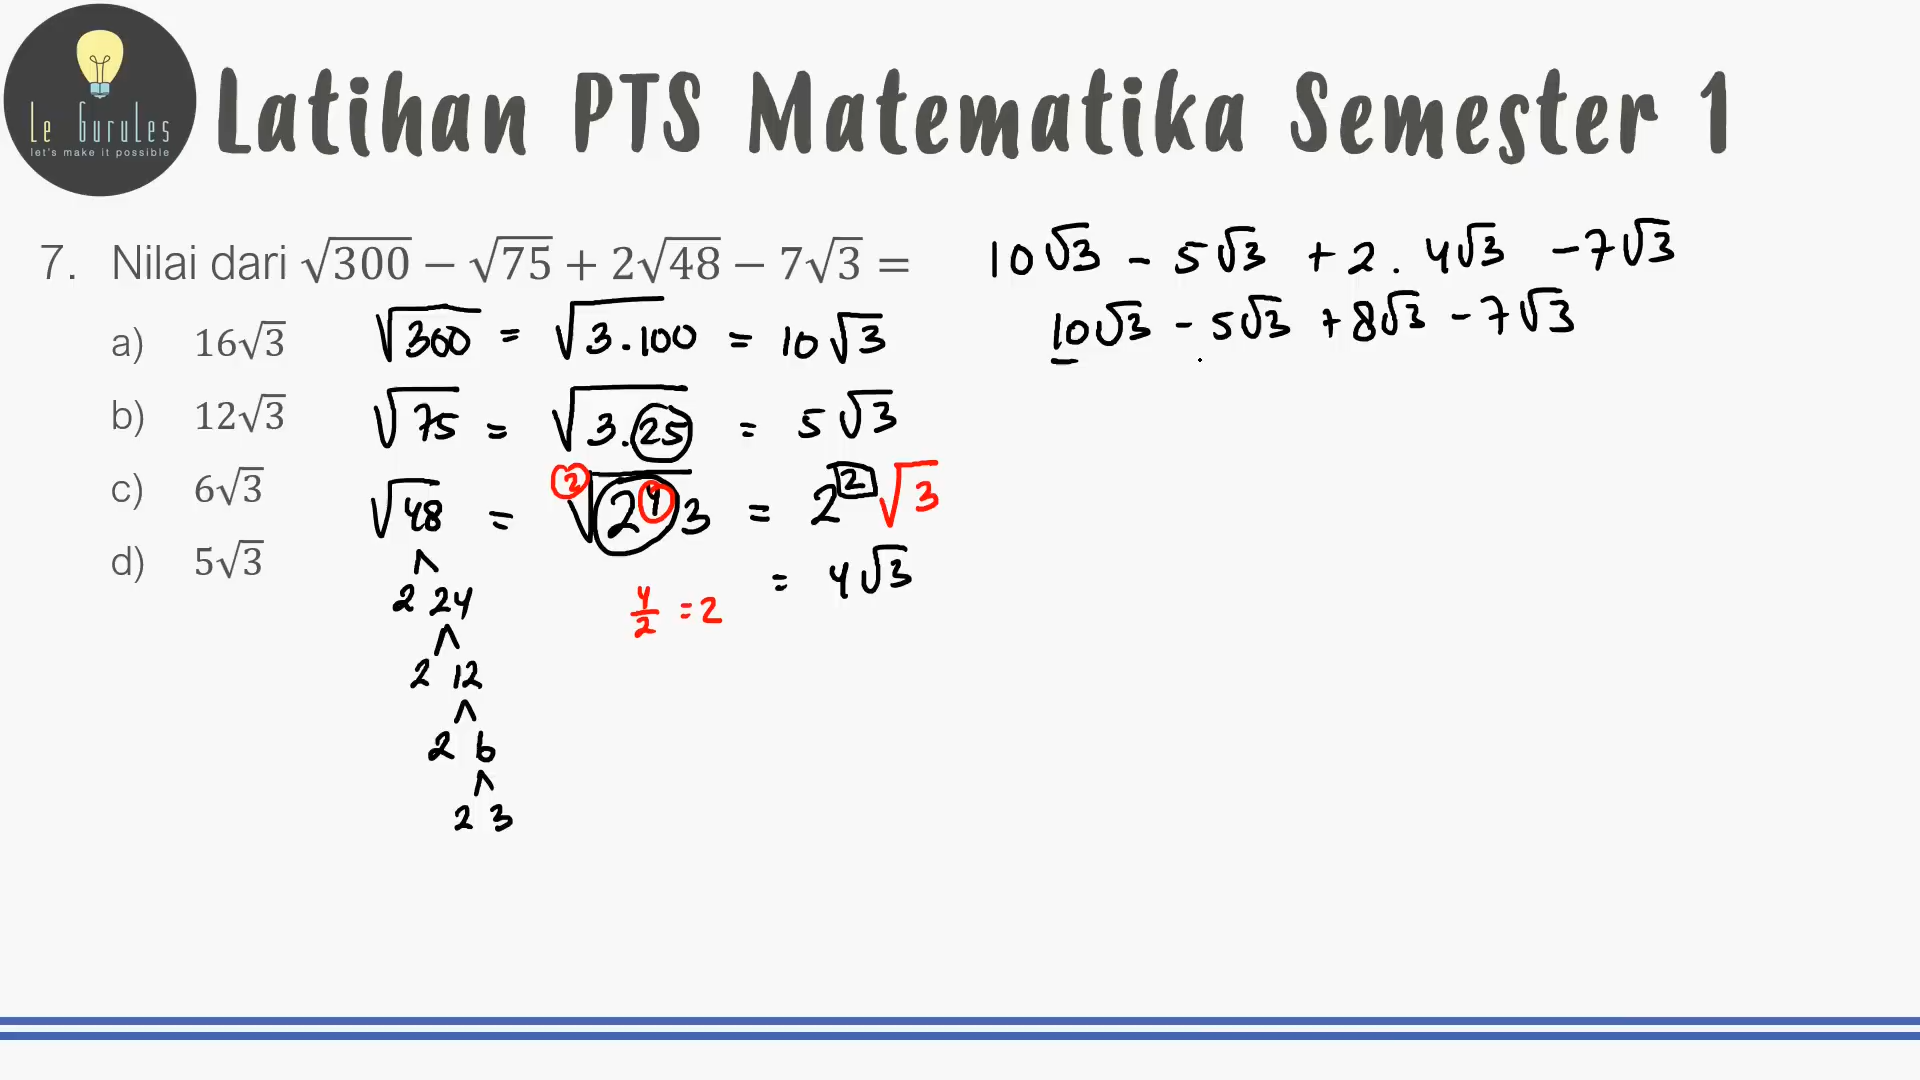 Le GuruLes
let's make it possible
Latihan PTS Matematika Semester 1
7. Nilai dari √300 − √75 + 2√48 − 7√3 =
a) 16√3
b) 12√3
c) 6√3
d) 5√3
√300 = √3.100 = 10√3
√75 = √3.25 = 5√3
√48 = ²√2⁴ 3 = 2²√3
= 4√3
4/2 = 2
2 24
2 12
2 6
2 3
10√3 - 5√3 + 2 . 4√3 - 7√3
10√3 - 5√3 + 8√3 - 7√3